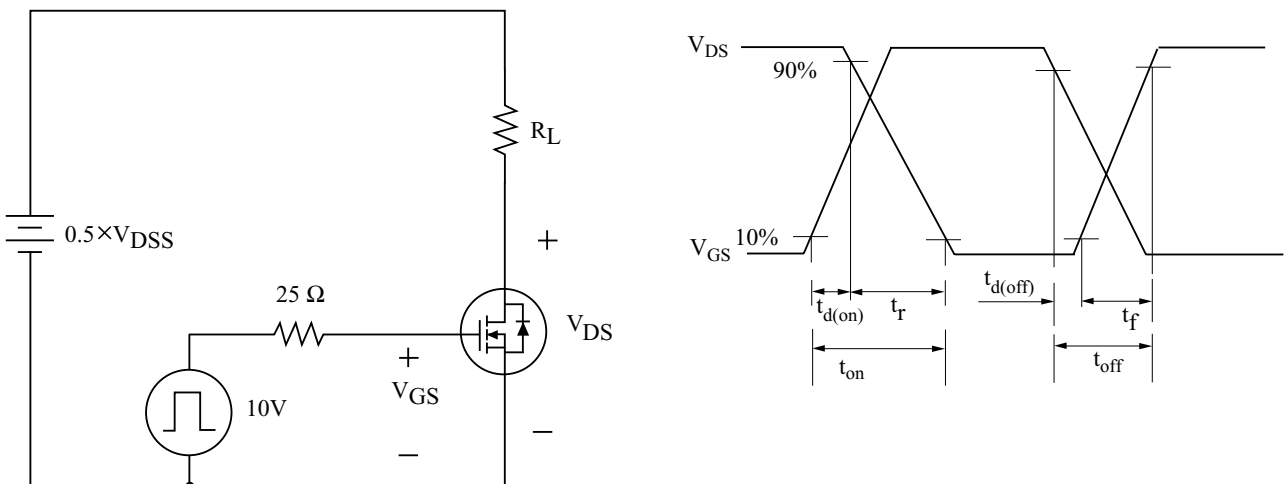 R_L
0.5×V_DSS
+
25 Ω
V_DS
+
V_GS
10V
−
−
V_DS
90%
10%
V_GS
t_d(on)
t_r
t_d(off)
t_f
t_on
t_off